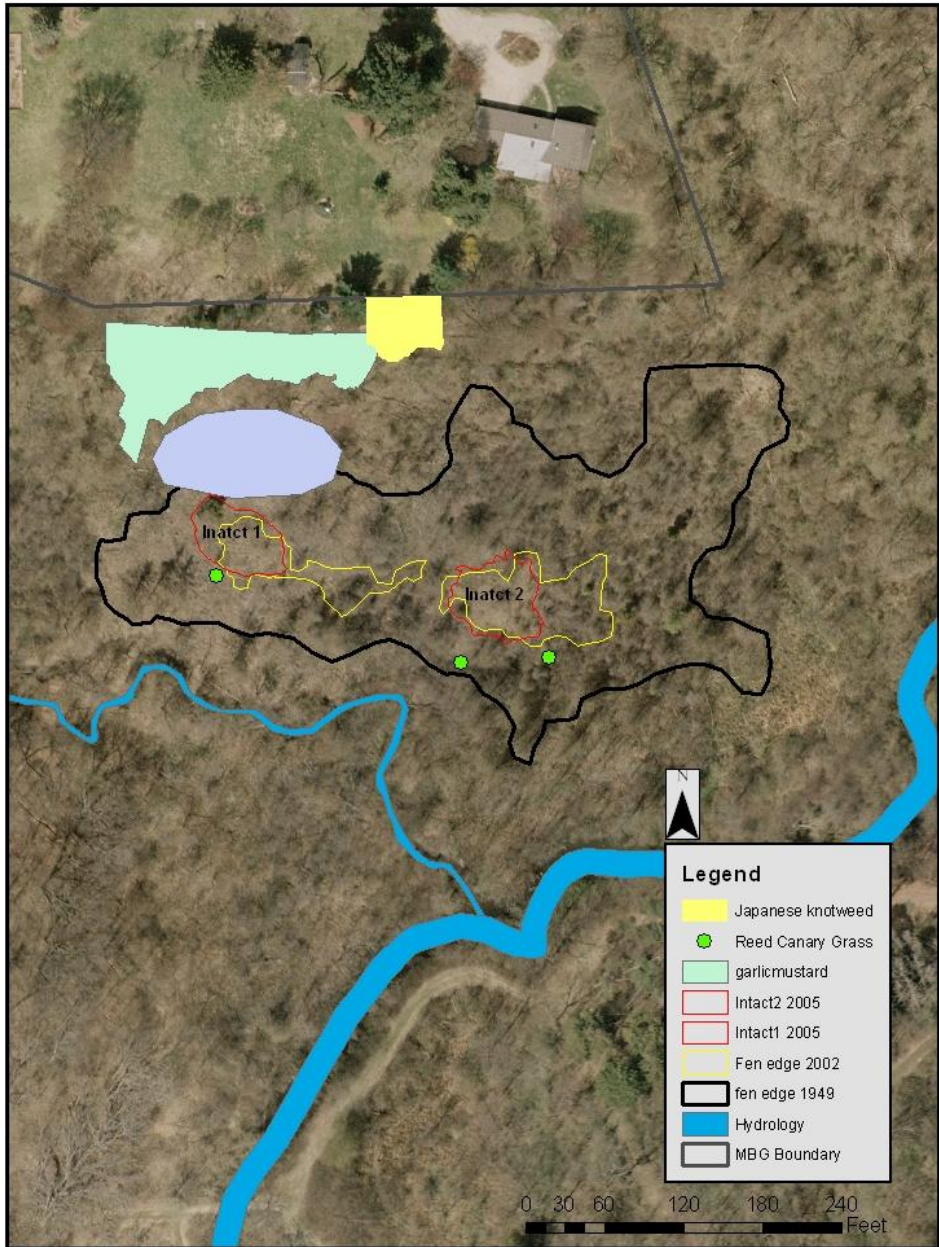 Inatct 1
Inatct 2
N
Legend
Japanese knotweed
Reed Canary Grass
garlicmustard
Intact2 2005
Intact1 2005
Fen edge 2002
fen edge 1949
Hydrology
MBG Boundary
0 30 60 120 180 240
Feet